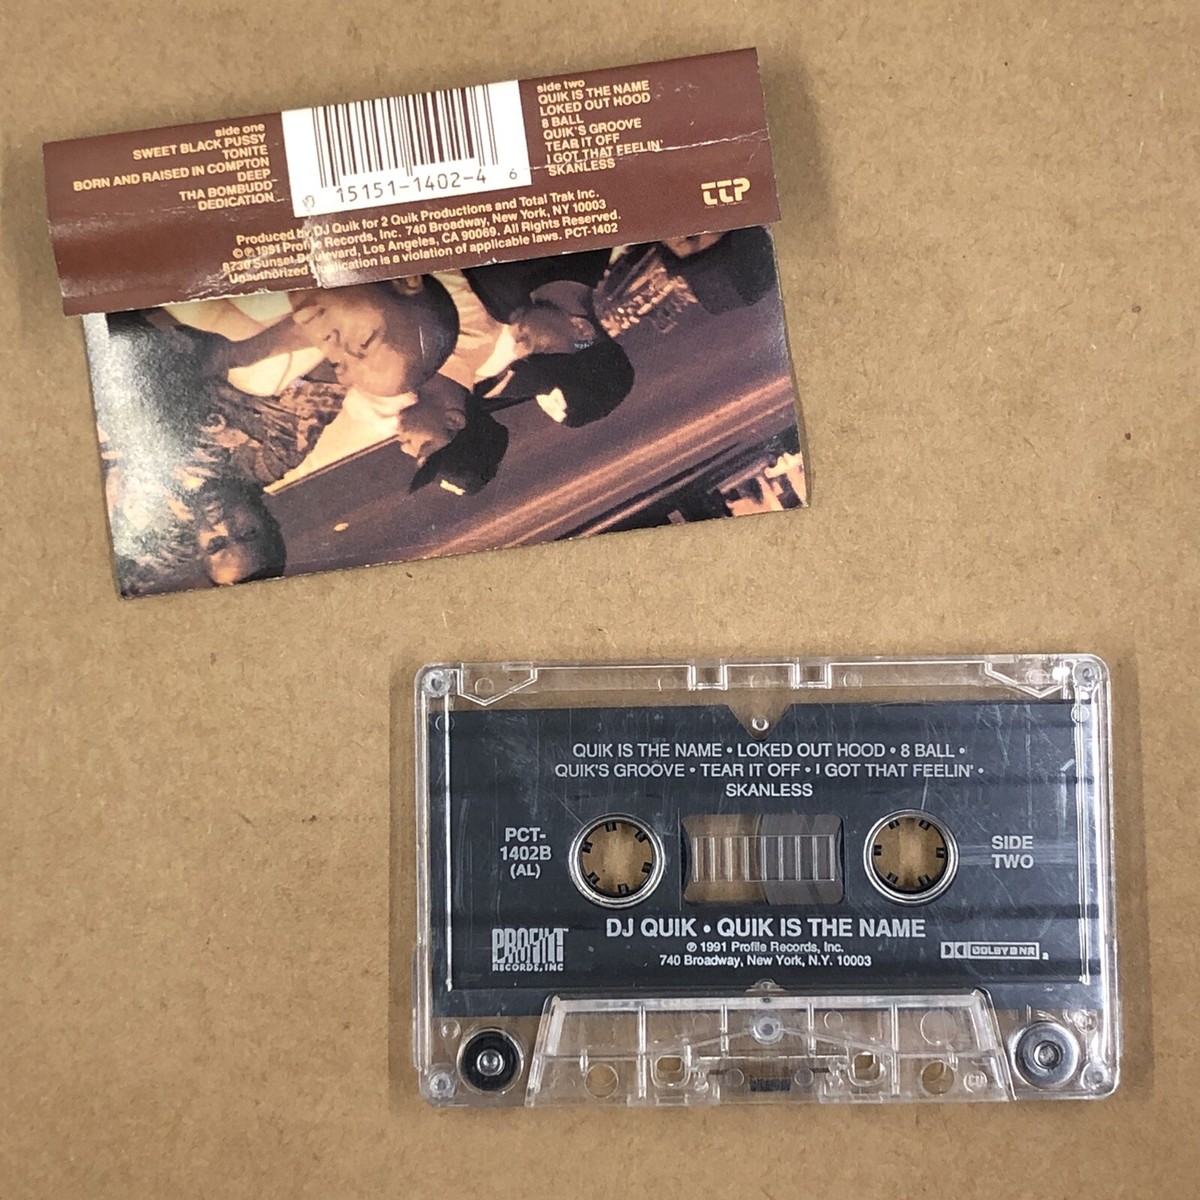 side one
SWEET BLACK PUSSY
TONITE
BORN AND RAISED IN COMPTON
DEEP
THA BOMBUDD
DEDICATION
0 15151-1402-4 6
side two
QUIK IS THE NAME
LOKED OUT HOOD
8 BALL
QUIK'S GROOVE
TEAR IT OFF
I GOT THAT FEELIN'
SKANLESS
Produced by DJ Quik for 2 Quik Productions and Total Trak Inc.
©℗1991 Profile Records, Inc. 740 Broadway, New York, NY 10003
8730 Sunset Boulevard, Los Angeles, CA 90069. All Rights Reserved.
Unauthorized duplication is a violation of applicable laws. PCT-1402
TTP
QUIK IS THE NAME • LOKED OUT HOOD • 8 BALL •
QUIK'S GROOVE • TEAR IT OFF • I GOT THAT FEELIN' •
SKANLESS
PCT-
1402B
(AL)
SIDE
TWO
DJ QUIK • QUIK IS THE NAME
℗ 1991 Profile Records, Inc.
740 Broadway, New York, N.Y. 10003
PROFILE
RECORDS, INC
DOLBY B NR